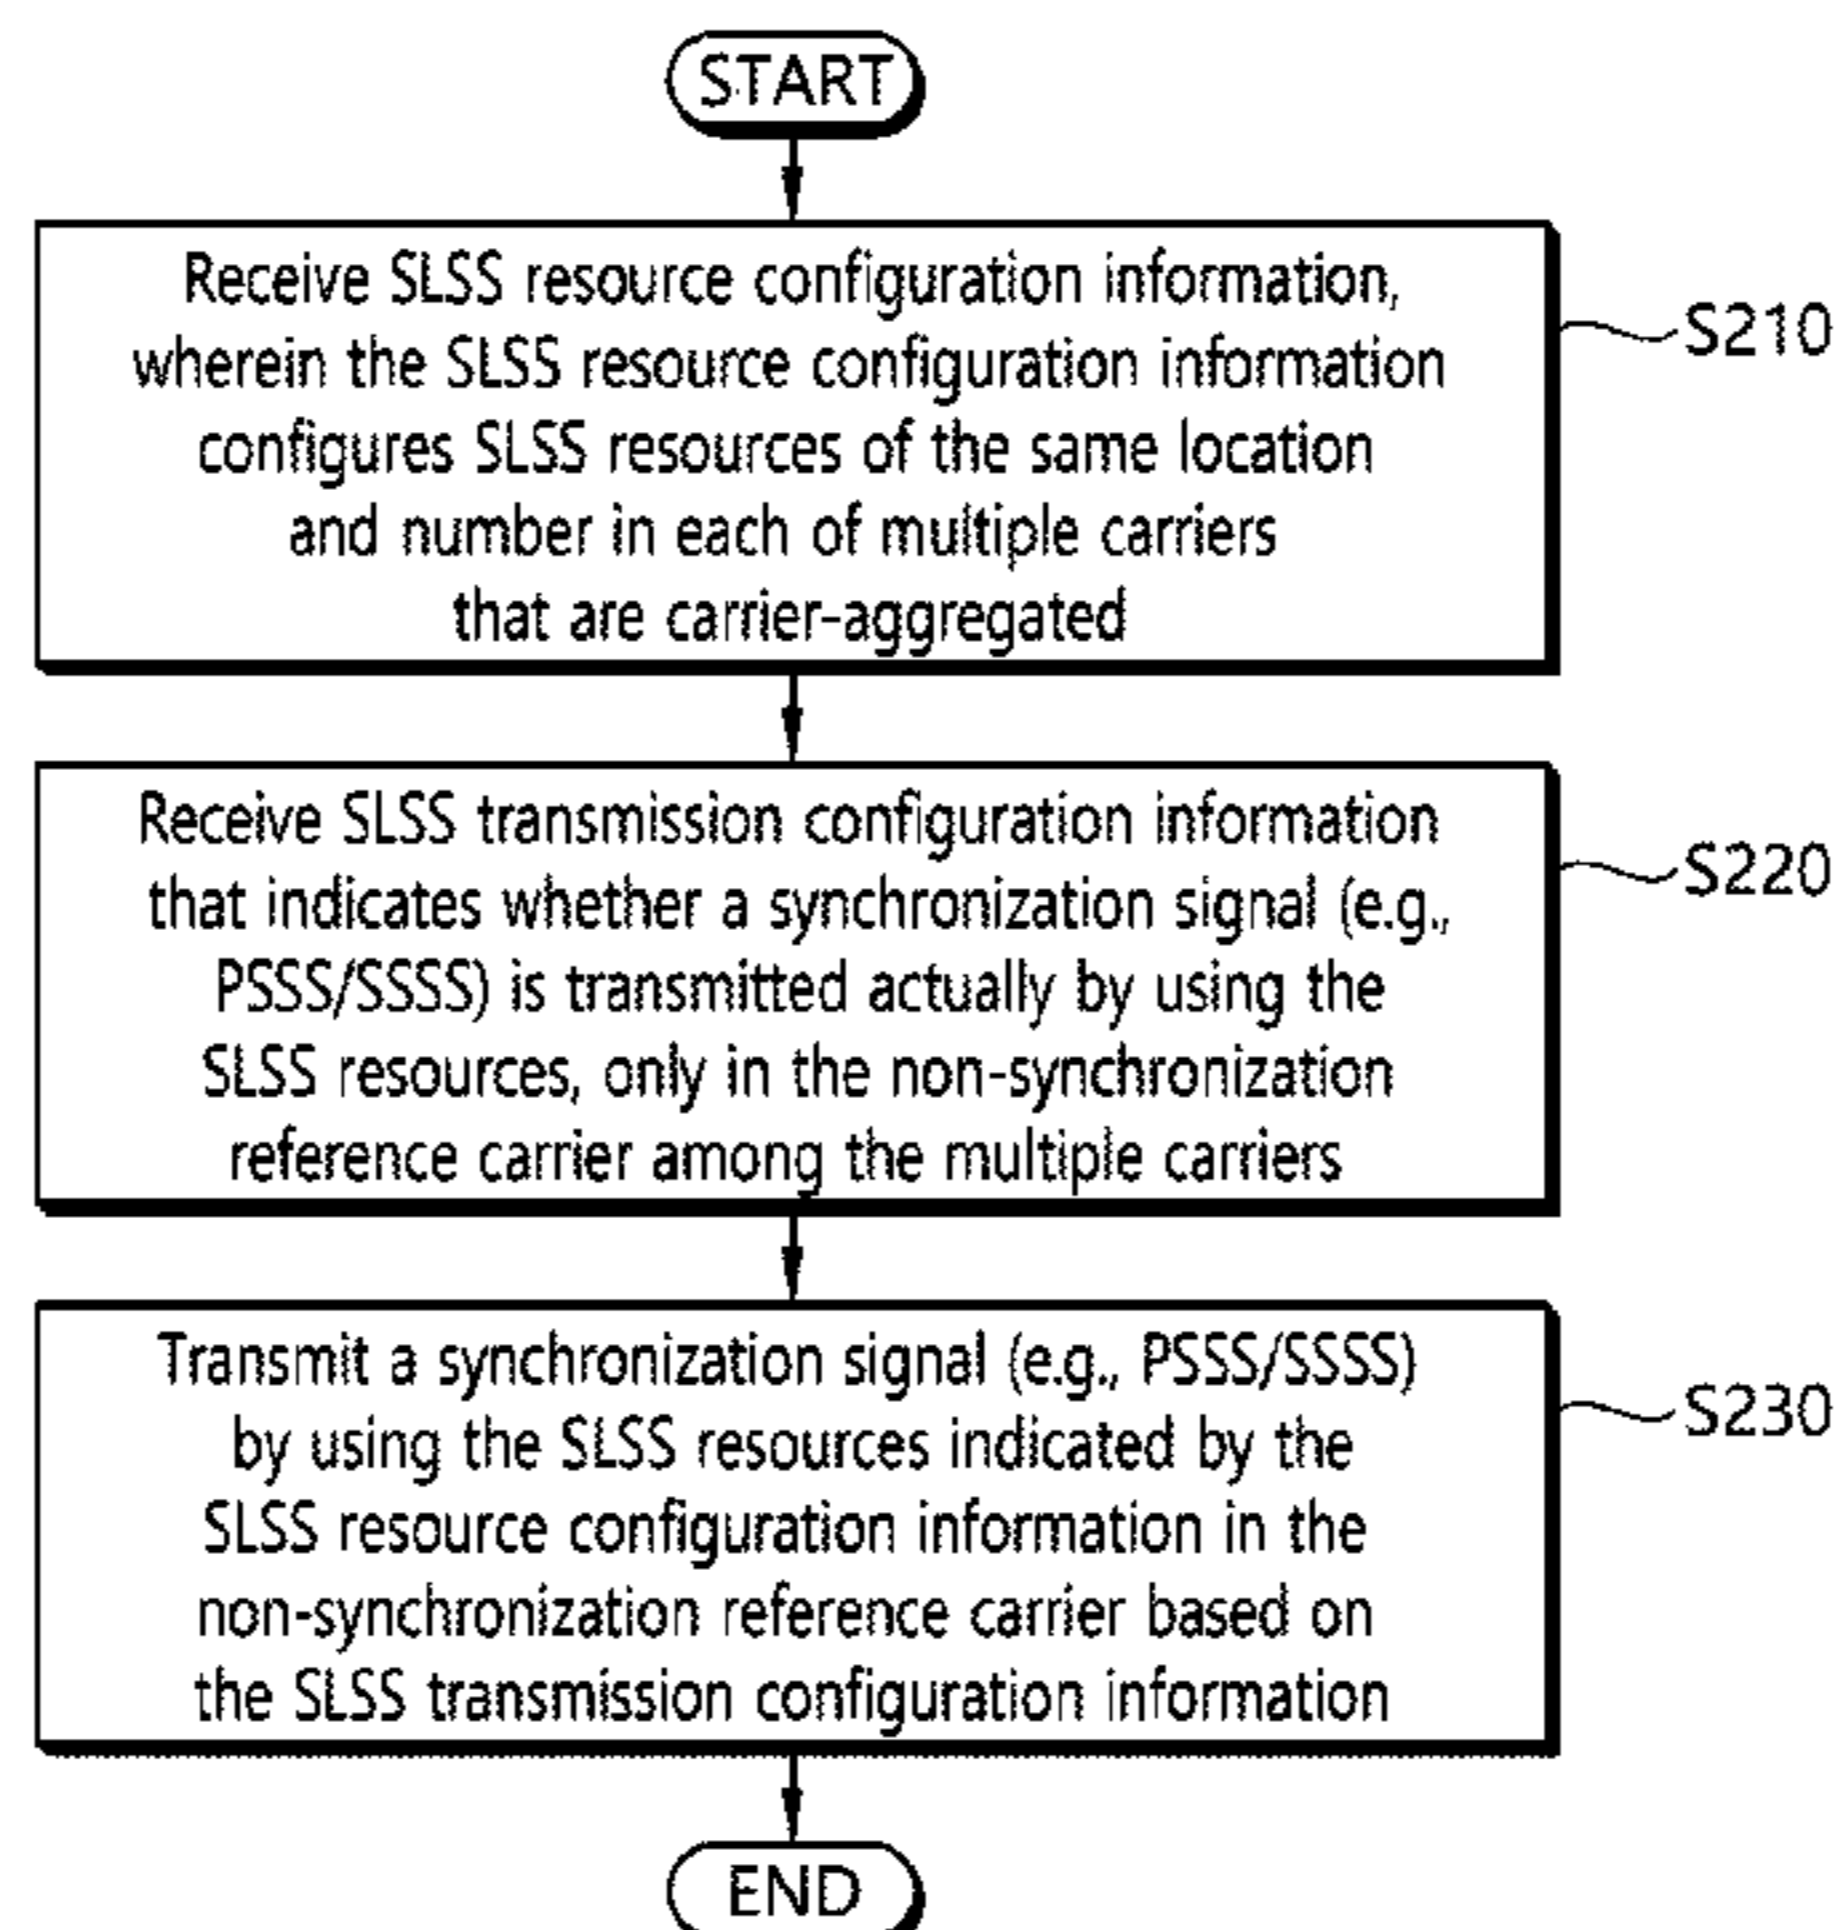 START
Receive SLSS resource configuration information,
wherein the SLSS resource configuration information
configures SLSS resources of the same location
and number in each of multiple carriers
that are carrier-aggregated
S210
Receive SLSS transmission configuration information
that indicates whether a synchronization signal (e.g.,
PSSS/SSSS) is transmitted actually by using the
SLSS resources, only in the non-synchronization
reference carrier among the multiple carriers
S220
Transmit a synchronization signal (e.g., PSSS/SSSS)
by using the SLSS resources indicated by the
SLSS resource configuration information in the
non-synchronization reference carrier based on
the SLSS transmission configuration information
S230
END